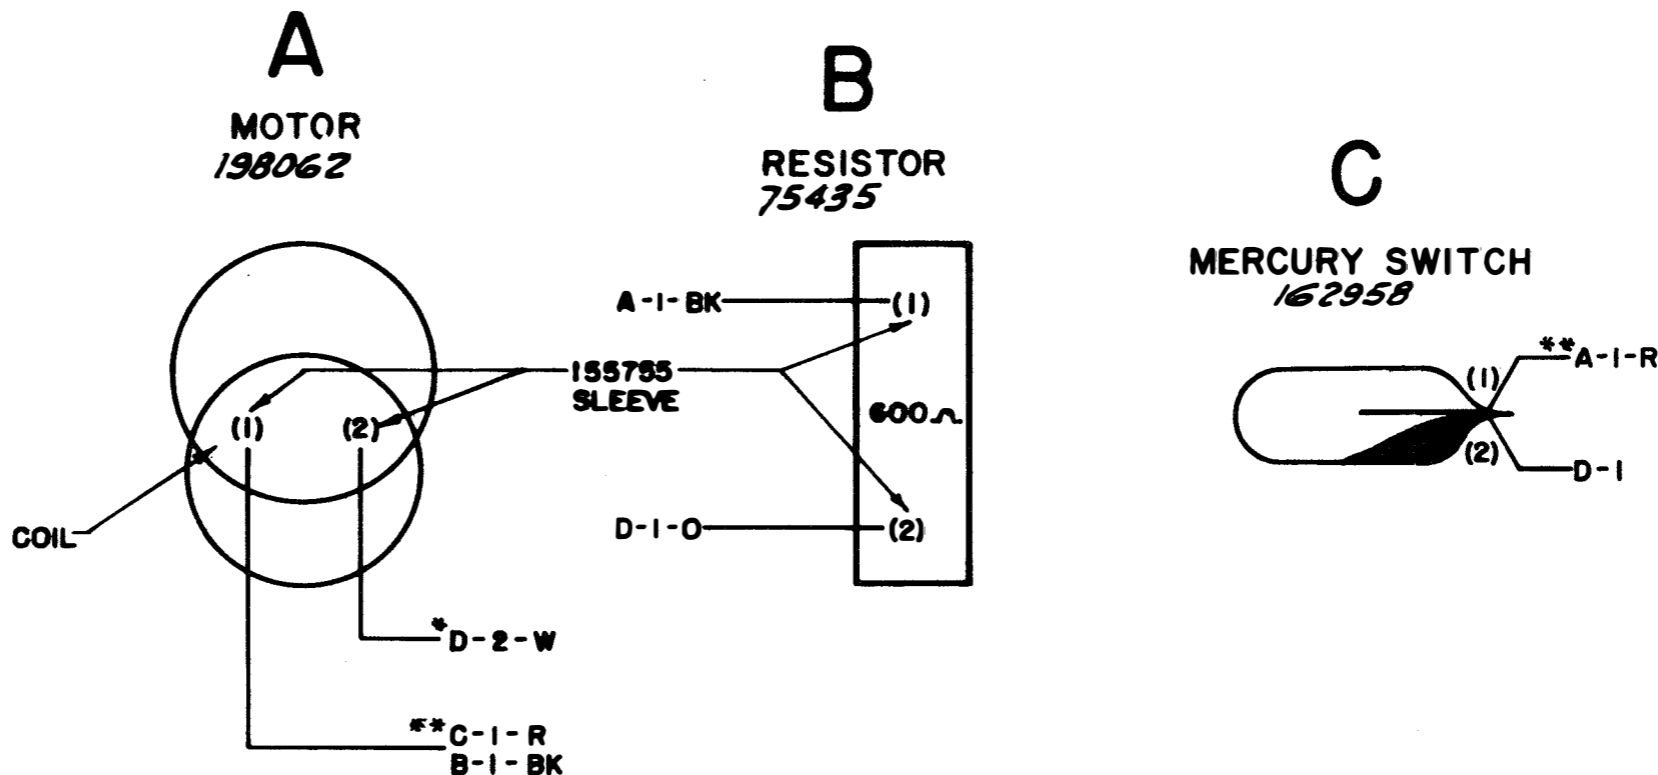 A
MOTOR
198062
B
RESISTOR
75435
C
MERCURY SWITCH
162958
A-1-BK
(1)
155755
SLEEVE
600Ω
(1)
(2)
COIL
D-1-O
(2)
**A-1-R
(1)
(2)
D-1
*D-2-W
**C-1-R
B-1-BK